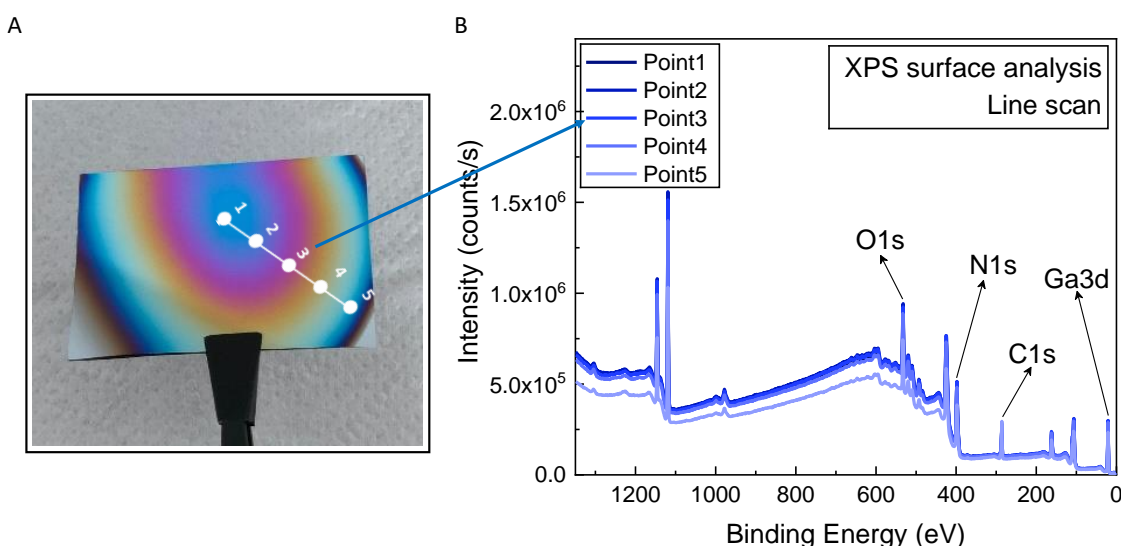 A
B
1
2
3
4
5
Point1
Point2
Point3
Point4
Point5
XPS surface analysis
Line scan
O1s
N1s
C1s
Ga3d
Intensity (counts/s)
2.0x10⁶
1.5x10⁶
1.0x10⁶
5.0x10⁵
0.0
1200
1000
800
600
400
200
0
Binding Energy (eV)